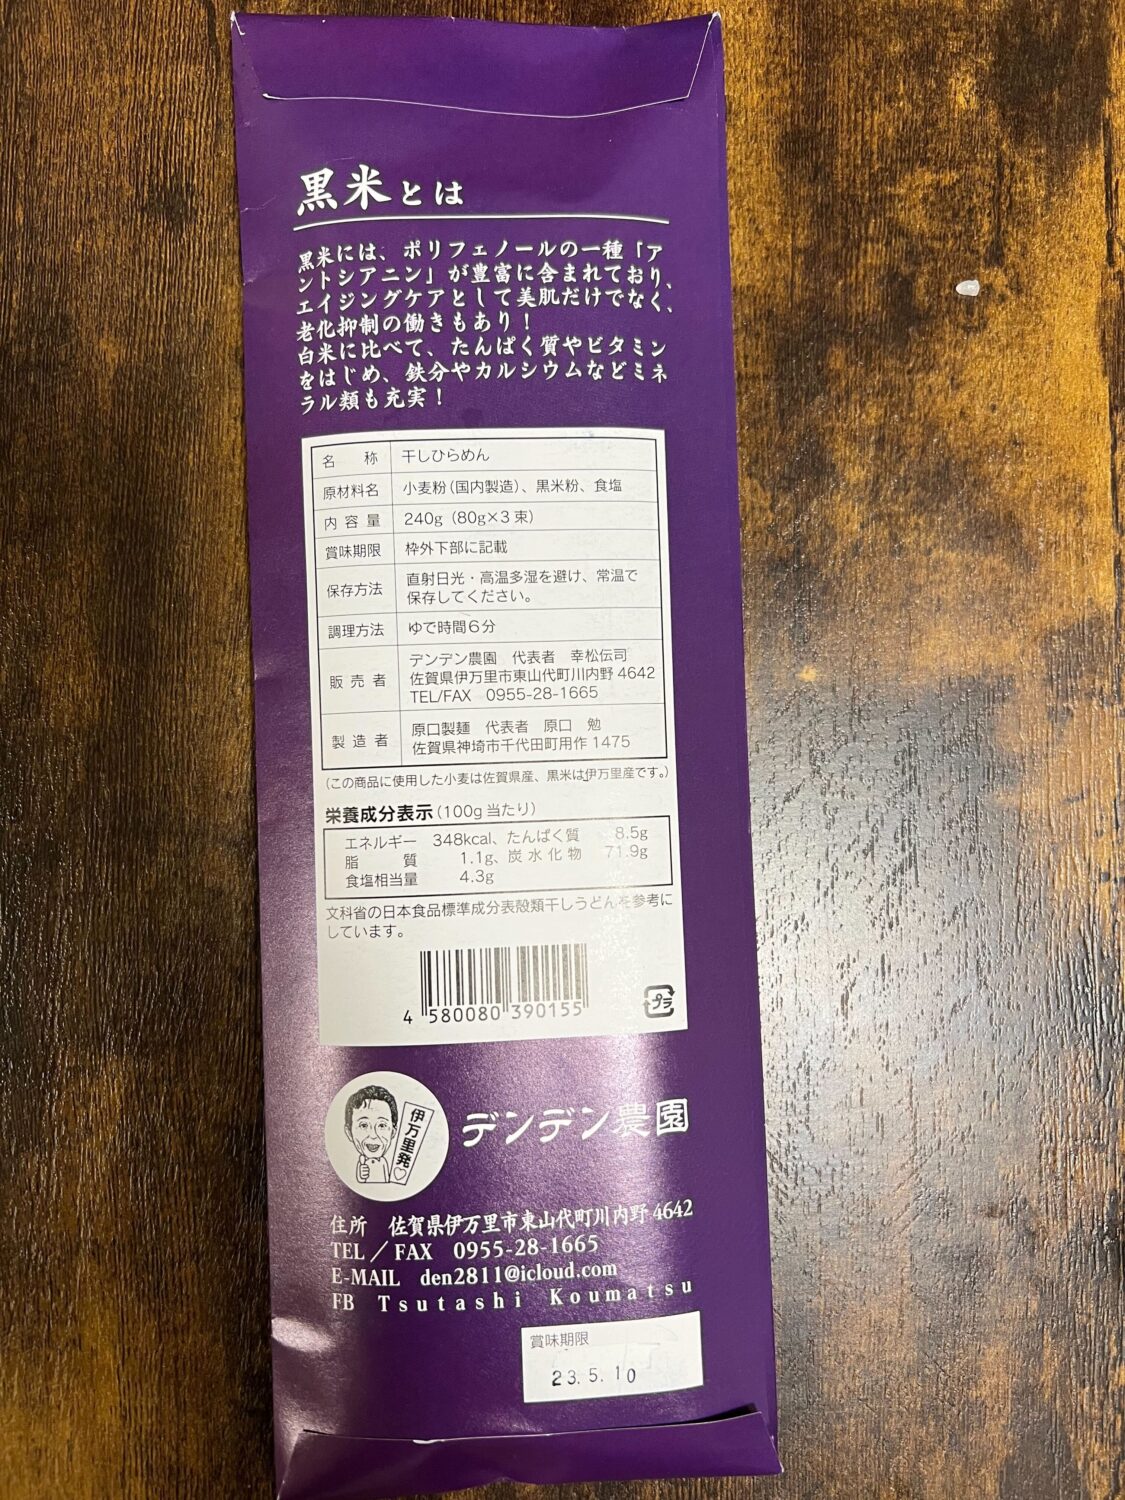 黒米とは
黒米には、ポリフェノールの一種「ア
ントシアニン」が豊富に含まれており、
エイジングケアとして美肌だけでなく、
老化抑制の働きもあり！
白米に比べて、たんぱく質やビタミン
をはじめ、鉄分やカルシウムなどミネ
ラル類も充実！
名称 干しひらめん
原材料名 小麦粉（国内製造）、黒米粉、食塩
内容量 240g（80g×3束）
賞味期限 枠外下部に記載
保存方法 直射日光・高温多湿を避け、常温で
保存してください。
調理方法 ゆで時間6分
販売者 デンデン農園 代表者 幸松伝司
佐賀県伊万里市東山代町川内野4642
TEL/FAX 0955-28-1665
製造者 原口製麺 代表者 原口 勉
佐賀県神埼市千代田町用作1475
（この商品に使用した小麦は佐賀県産、黒米は伊万里産です。）
栄養成分表示（100g当たり）
エネルギー 348kcal、たんぱく質 8.5g
脂質 1.1g、炭水化物 71.9g
食塩相当量 4.3g
文科省の日本食品標準成分表殻類干しうどんを参考に
しています。
4 580080 390155
プラ
伊万里発♡
デンデン農園
住所 佐賀県伊万里市東山代町川内野4642
TEL／FAX 0955-28-1665
E-MAIL den2811@icloud.com
FB Tsutashi Koumatsu
賞味期限
23.5.10